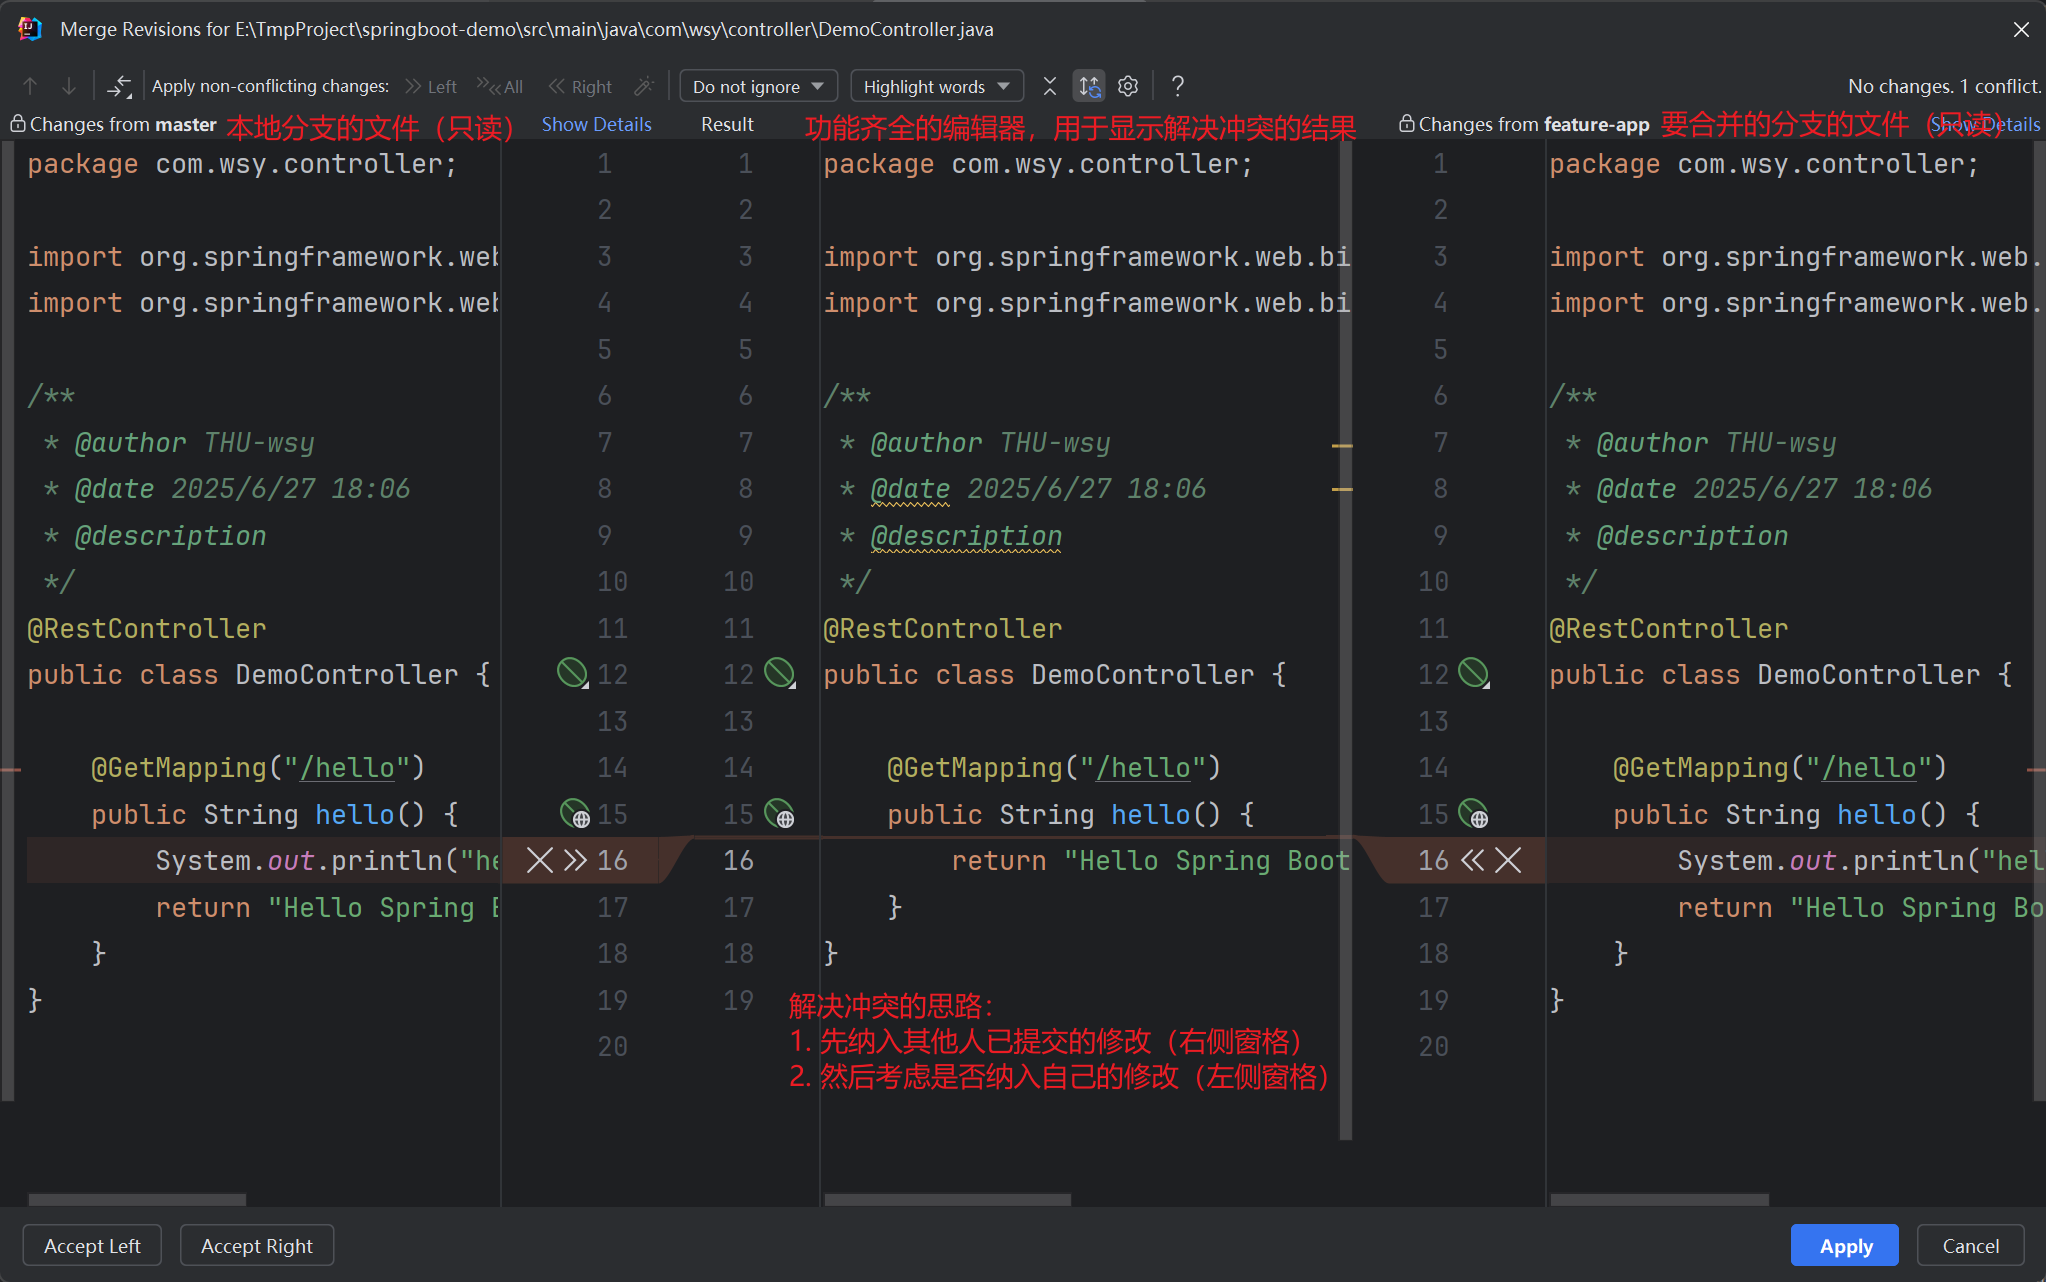 Merge Revisions for E:\TmpProject\springboot-demo\src\main\java\com\wsy\controller\DemoController.java
Apply non-conflicting changes: Left All Right Do not ignore Highlight words ? No changes. 1 conflict.
Changes from master 本地分支的文件（只读） Show Details Result 功能齐全的编辑器，用于显示解决冲突的结果 Changes from feature-app 要合并的分支的文件（只读） Show Details
package com.wsy.controller; 1 1 package com.wsy.controller; 1 package com.wsy.controller;
2 2 2
import org.springframework.web 3 3 import org.springframework.web.bi 3 import org.springframework.web.
import org.springframework.web 4 4 import org.springframework.web.bi 4 import org.springframework.web.
5 5 5
/** 6 6 /** 6 /**
* @author THU-wsy 7 7 * @author THU-wsy 7 * @author THU-wsy
* @date 2025/6/27 18:06 8 8 * @date 2025/6/27 18:06 8 * @date 2025/6/27 18:06
* @description 9 9 * @description 9 * @description
*/ 10 10 */ 10 */
@RestController 11 11 @RestController 11 @RestController
public class DemoController { 12 12 public class DemoController { 12 public class DemoController {
13 13 13
@GetMapping("/hello") 14 14 @GetMapping("/hello") 14 @GetMapping("/hello")
public String hello() { 15 15 public String hello() { 15 public String hello() {
System.out.println("he 16 16 return "Hello Spring Boot 16 System.out.println("hel
return "Hello Spring B 17 17 } 17 return "Hello Spring Bo
} 18 18 } 18 }
} 19 19 19 }
解决冲突的思路：
1. 先纳入其他人已提交的修改（右侧窗格）
20 20
2. 然后考虑是否纳入自己的修改（左侧窗格）
Accept Left Accept Right Apply Cancel